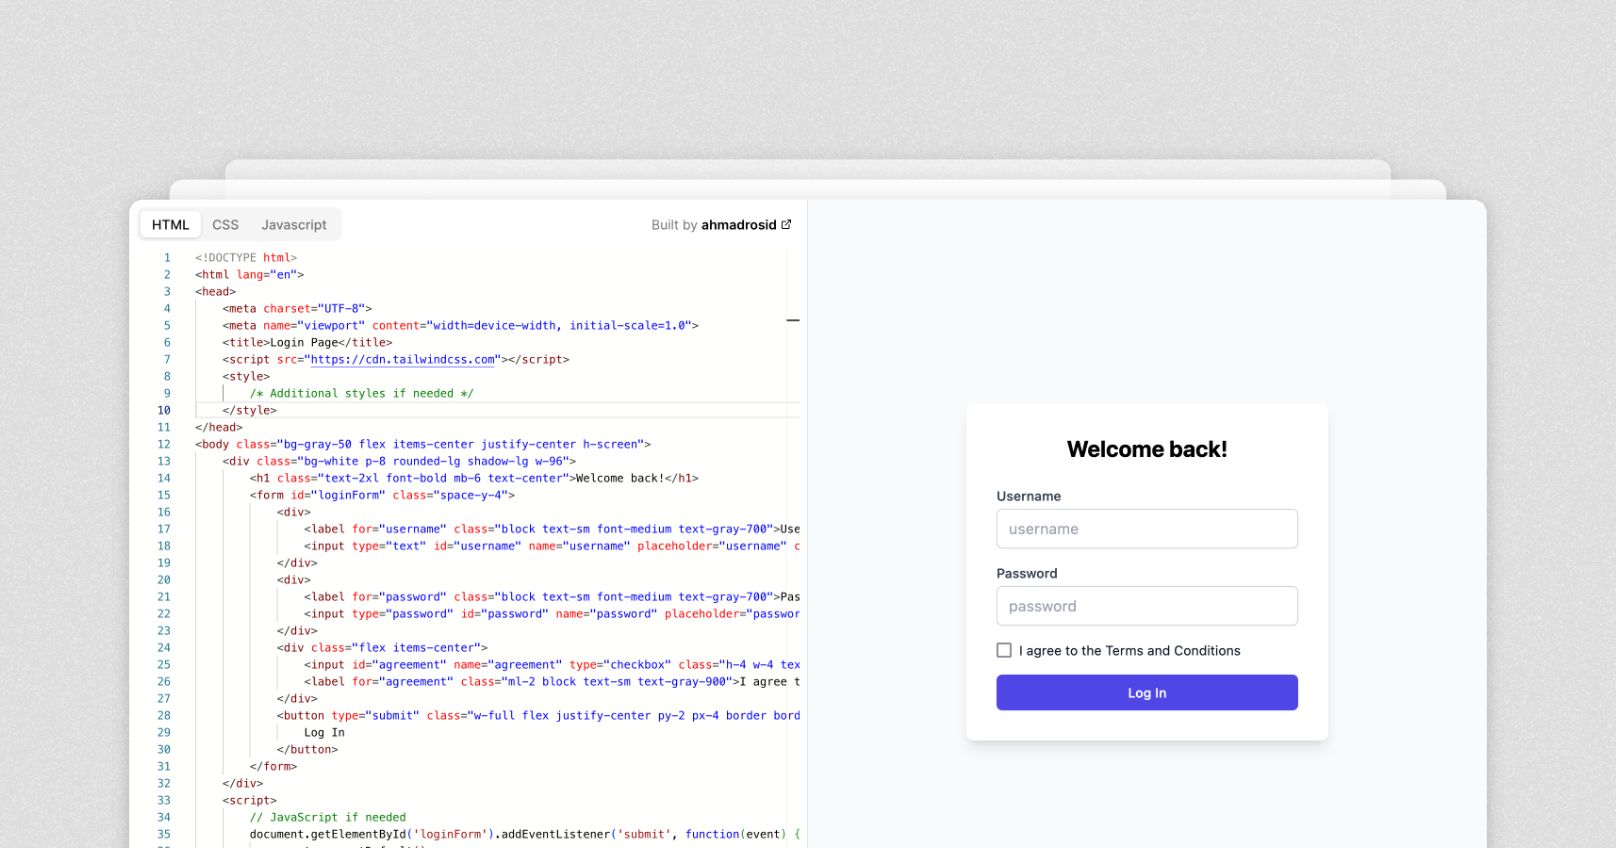 HTML CSS Javascript
Built by ahmadrosid
1 <!DOCTYPE html>
2 <html lang="en">
3 <head>
4 <meta charset="UTF-8">
5 <meta name="viewport" content="width=device-width, initial-scale=1.0">
6 <title>Login Page</title>
7 <script src="https://cdn.tailwindcss.com"></script>
8 <style>
9 /* Additional styles if needed */
10 </style>
11 </head>
12 <body class="bg-gray-50 flex items-center justify-center h-screen">
13 <div class="bg-white p-8 rounded-lg shadow-lg w-96">
14 <h1 class="text-2xl font-bold mb-6 text-center">Welcome back!</h1>
15 <form id="loginForm" class="space-y-4">
16 <div>
17 <label for="username" class="block text-sm font-medium text-gray-700">Use
18 <input type="text" id="username" name="username" placeholder="username" c
19 </div>
20 <div>
21 <label for="password" class="block text-sm font-medium text-gray-700">Pas
22 <input type="password" id="password" name="password" placeholder="passwor
23 </div>
24 <div class="flex items-center">
25 <input id="agreement" name="agreement" type="checkbox" class="h-4 w-4 tex
26 <label for="agreement" class="ml-2 block text-sm text-gray-900">I agree t
27 </div>
28 <button type="submit" class="w-full flex justify-center py-2 px-4 border bord
29 Log In
30 </button>
31 </form>
32 </div>
33 <script>
34 // JavaScript if needed
35 document.getElementById('loginForm').addEventListener('submit', function(event) {
Welcome back!
Username
username
Password
password
I agree to the Terms and Conditions
Log In